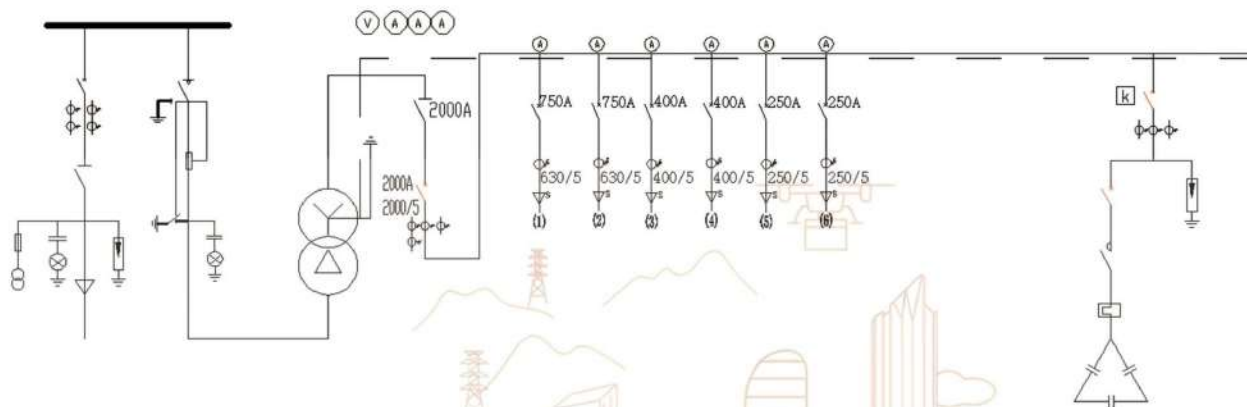 V A A A
A A A A A A
2000A
750A 750A 400A 400A 250A 250A
k
2000A
2000/5
630/5 630/5 400/5 400/5 250/5 250/5
S S S S S S
(1) (2) (3) (4) (5) (6)